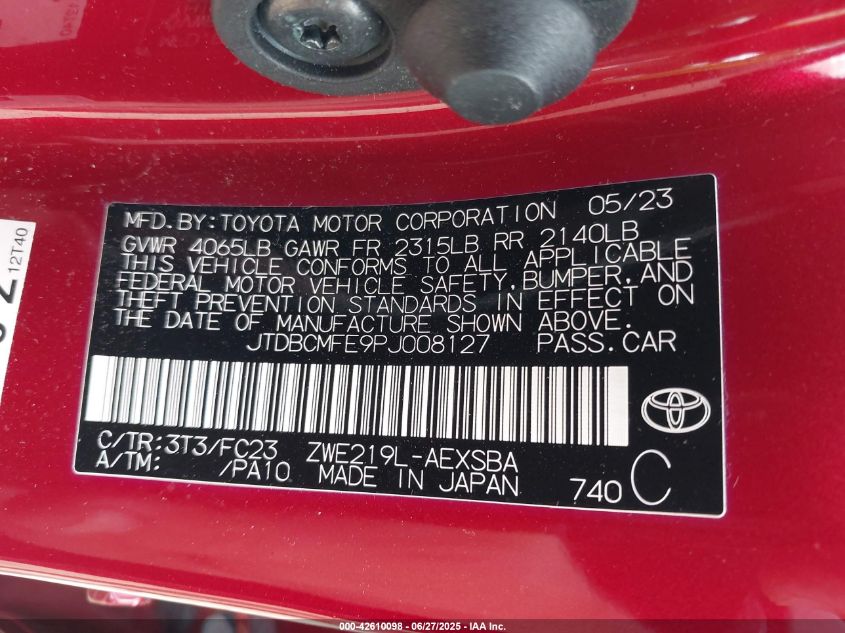 MFD. BY: TOYOTA MOTOR CORPORATION 05/23
GVWR 4065LB GAWR FR 2315LB RR 2140LB
THIS VEHICLE CONFORMS TO ALL APPLICABLE
FEDERAL MOTOR VEHICLE SAFETY, BUMPER, AND
THEFT PREVENTION STANDARDS IN EFFECT ON
THE DATE OF MANUFACTURE SHOWN ABOVE.
JTDBCMFE9PJ008127 PASS. CAR
C/TR: 3T3/FC23 ZWE219L-AEXSBA
A/TM: /PA10 MADE IN JAPAN 740 C
12T40
000-42610098 - 06/27/2025 - IAA Inc.